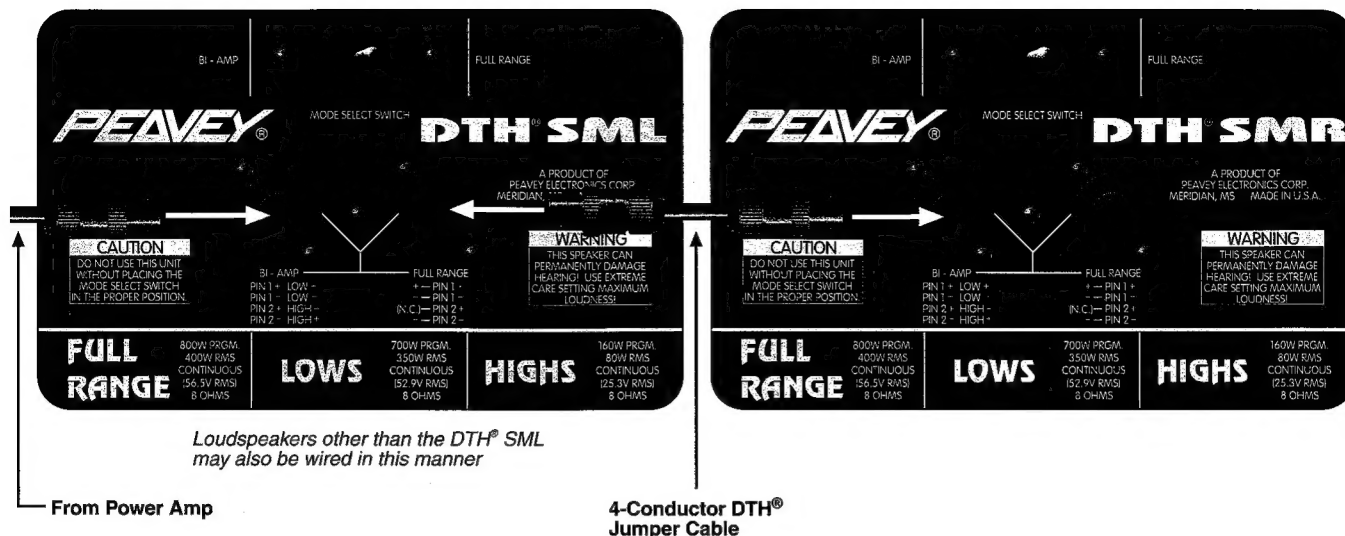 BI - AMP
FULL RANGE
PEAVEY®
MODE SELECT SWITCH
DTH® SML
A PRODUCT OF
PEAVEY ELECTRONICS CORP.
MERIDIAN,
CAUTION
DO NOT USE THIS UNIT
WITHOUT PLACING THE
MODE SELECT SWITCH
IN THE PROPER POSITION.
WARNING
THIS SPEAKER CAN
PERMANENTLY DAMAGE
HEARING! USE EXTREME
CARE SETTING MAXIMUM
LOUDNESS!
BI - AMP
PIN 1 + LOW -
PIN 1 - LOW
PIN 2 + HIGH -
PIN 2 - HIGH +
FULL RANGE
+ — PIN 1 -
- — PIN 1 -
(N.C.)— PIN 2 +
- — PIN 2 -
FULL
RANGE
800W PRGM.
400W RMS
CONTINUOUS
(56.5V RMS)
8 OHMS
LOWS
700W PRGM.
350W RMS
CONTINUOUS
(52.9V RMS)
8 OHMS
HIGHS
160W PRGM.
80W RMS
CONTINUOUS
(25.3V RMS)
8 OHMS
BI - AMP
FULL RANGE
PEAVEY®
MODE SELECT SWITCH
DTH® SMR
A PRODUCT OF
PEAVEY ELECTRONICS CORP.
MERIDIAN, MS MADE IN U.S.A.
CAUTION
DO NOT USE THIS UNIT
WITHOUT PLACING THE
MODE SELECT SWITCH
IN THE PROPER POSITION.
WARNING
THIS SPEAKER CAN
PERMANENTLY DAMAGE
HEARING! USE EXTREME
CARE SETTING MAXIMUM
LOUDNESS!
BI - AMP
PIN 1 + LOW +
PIN 1 - LOW -
PIN 2 + HIGH -
PIN 2 - HIGH +
FULL RANGE
+ — PIN 1 +
- — PIN 1 -
(N.C.)— PIN 2 +
- — PIN 2 -
FULL
RANGE
800W PRGM.
400W RMS
CONTINUOUS
(56.5V RMS)
8 OHMS
LOWS
700W PRGM.
350W RMS
CONTINUOUS
(52.9V RMS)
8 OHMS
HIGHS
160W PRGM.
80W RMS
CONTINUOUS
(25.3V RMS)
8 OHMS
Loudspeakers other than the DTH® SML
may also be wired in this manner
From Power Amp
4-Conductor DTH®
Jumper Cable